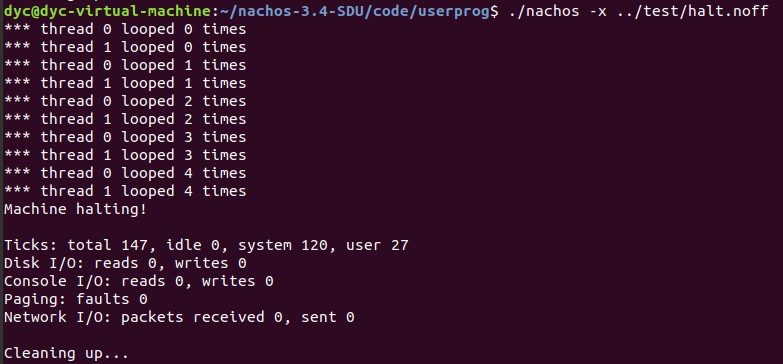 dyc@dyc-virtual-machine:~/nachos-3.4-SDU/code/userprog$ ./nachos -x ../test/halt.noff
*** thread 0 looped 0 times
*** thread 1 looped 0 times
*** thread 0 looped 1 times
*** thread 1 looped 1 times
*** thread 0 looped 2 times
*** thread 1 looped 2 times
*** thread 0 looped 3 times
*** thread 1 looped 3 times
*** thread 0 looped 4 times
*** thread 1 looped 4 times
Machine halting!

Ticks: total 147, idle 0, system 120, user 27
Disk I/O: reads 0, writes 0
Console I/O: reads 0, writes 0
Paging: faults 0
Network I/O: packets received 0, sent 0

Cleaning up...